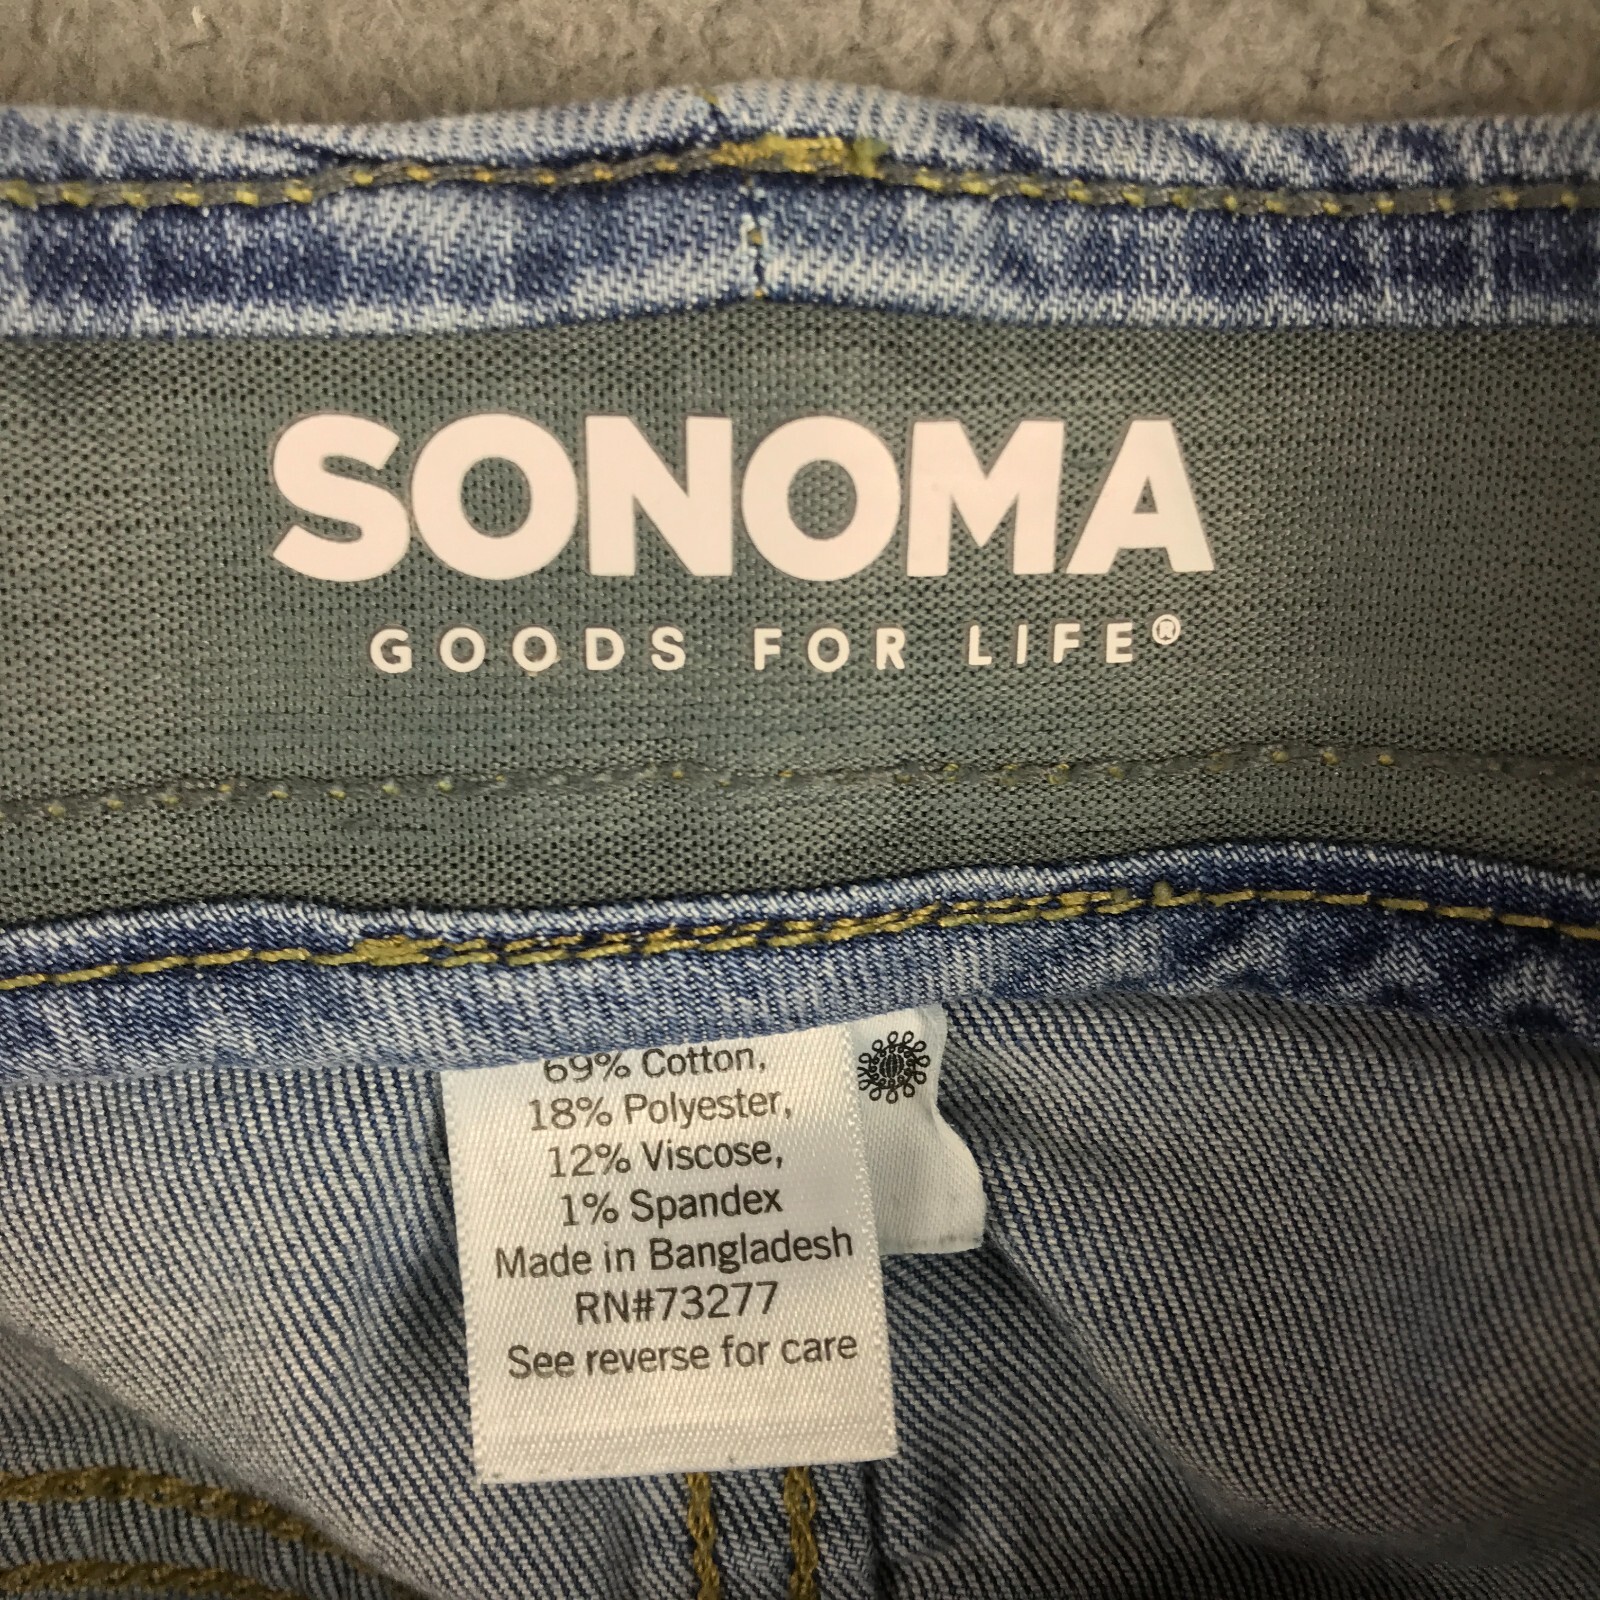 SONOMA
GOODS FOR LIFE®
69% Cotton,
18% Polyester,
12% Viscose,
1% Spandex
Made in Bangladesh
RN#73277
See reverse for care